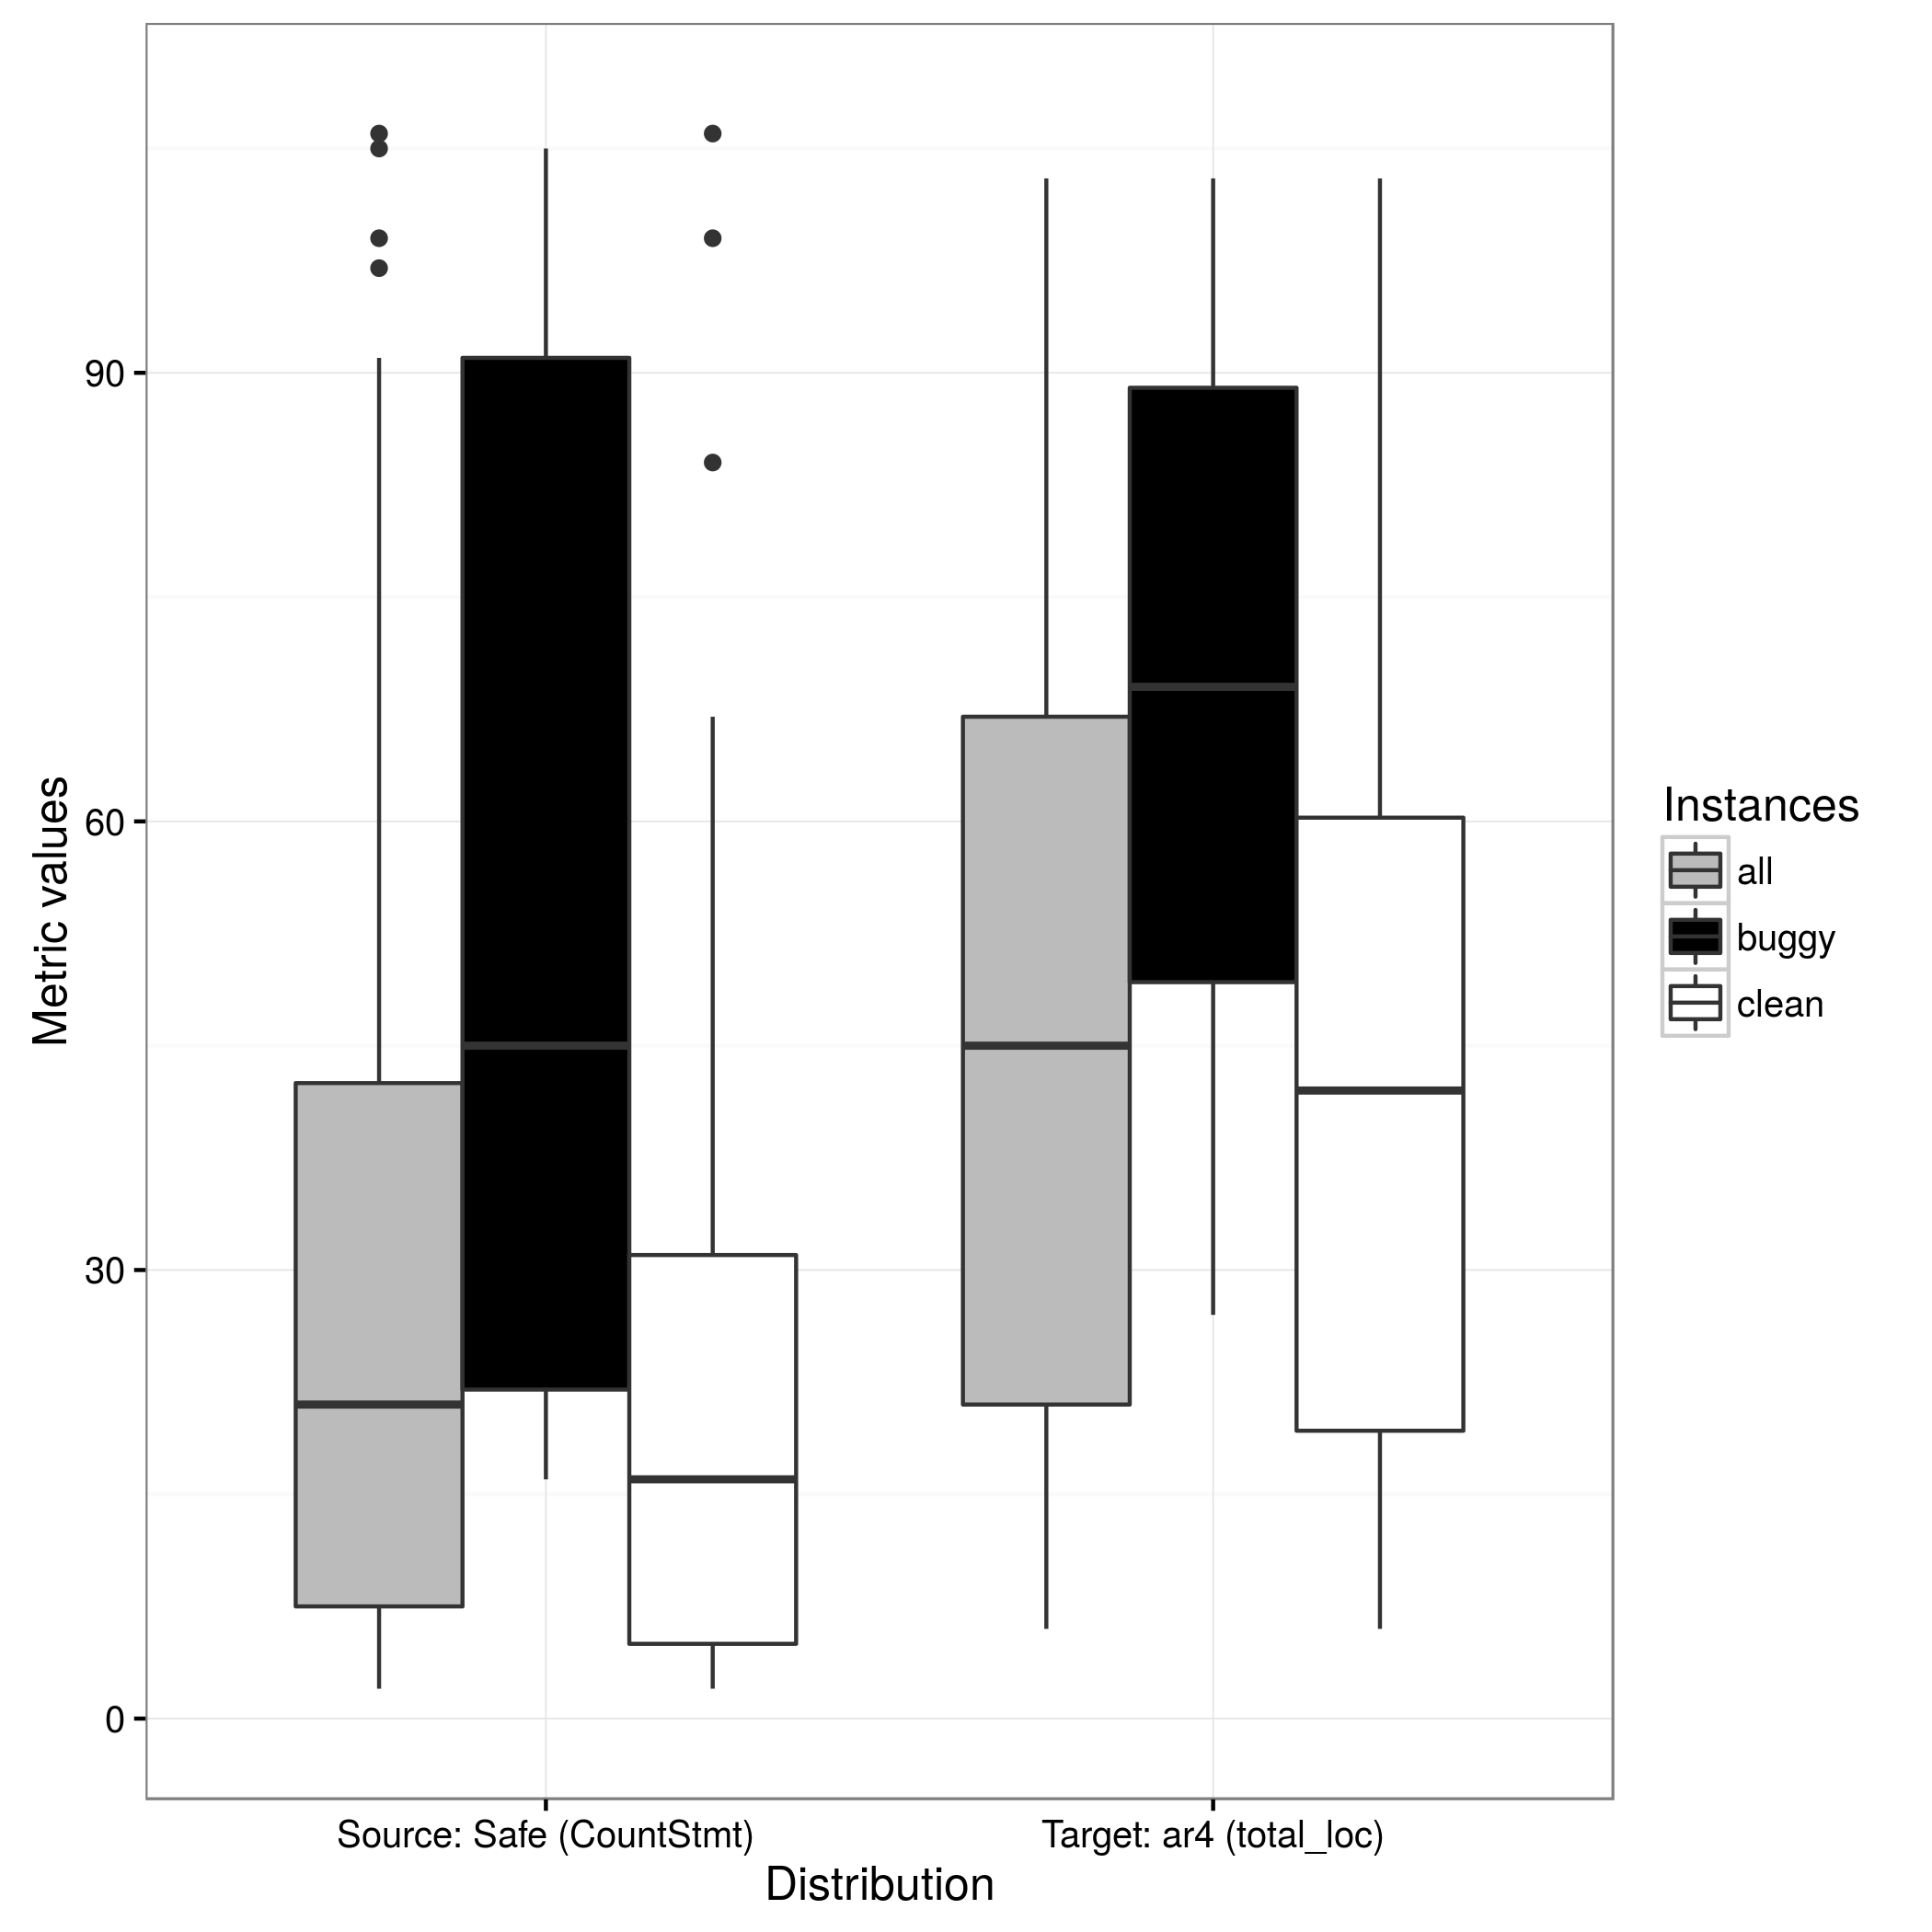 Metric values
90
60
30
0
Source: Safe (CountStmt)
Target: ar4 (total_loc)
Distribution
Instances
all
buggy
clean